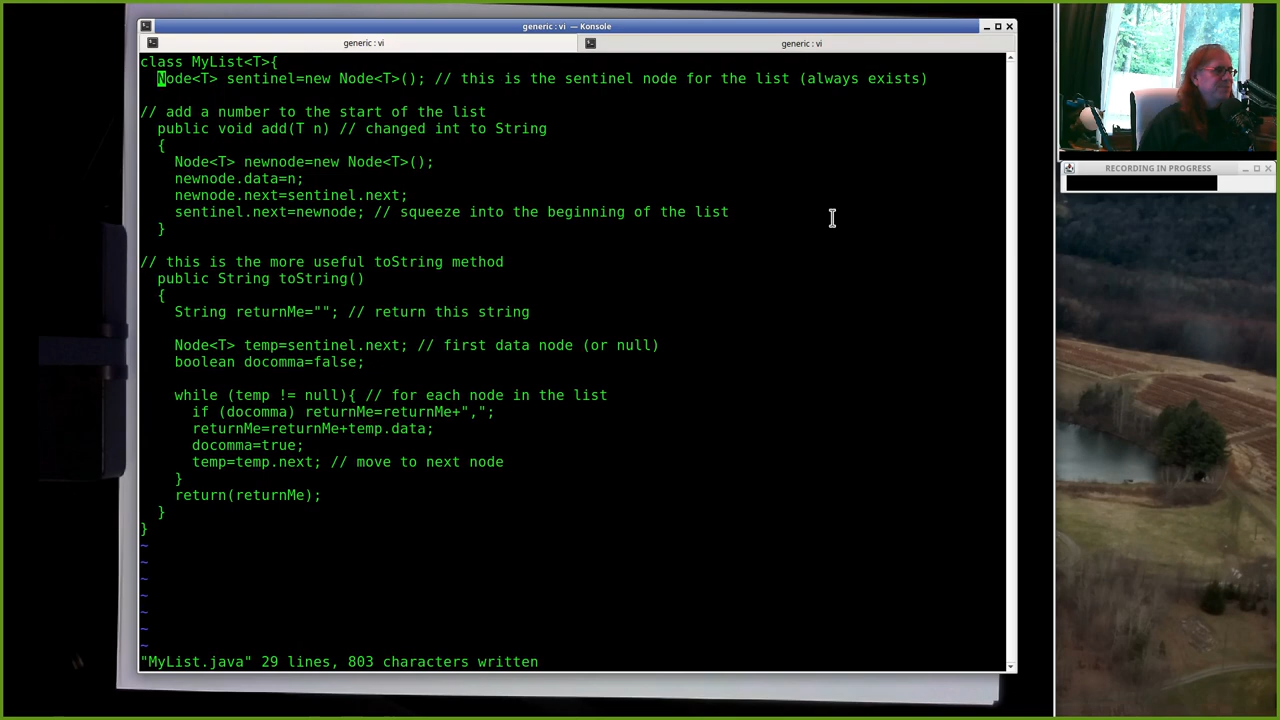 generic : vi — Konsole
generic : vi
generic : vi
class MyList<T>{
  Node<T> sentinel=new Node<T>(); // this is the sentinel node for the list (always exists)
// add a number to the start of the list
  public void add(T n) // changed int to String
  {
    Node<T> newnode=new Node<T>();
    newnode.data=n;
    newnode.next=sentinel.next;
    sentinel.next=newnode; // squeeze into the beginning of the list
  }
// this is the more useful toString method
  public String toString()
  {
    String returnMe=""; // return this string
    Node<T> temp=sentinel.next; // first data node (or null)
    boolean docomma=false;
    while (temp != null){ // for each node in the list
      if (docomma) returnMe=returnMe+",";
      returnMe=returnMe+temp.data;
      docomma=true;
      temp=temp.next; // move to next node
    }
    return(returnMe);
  }
}
~
~
~
~
~
~
~
"MyList.java" 29 lines, 803 characters written
RECORDING IN PROGRESS